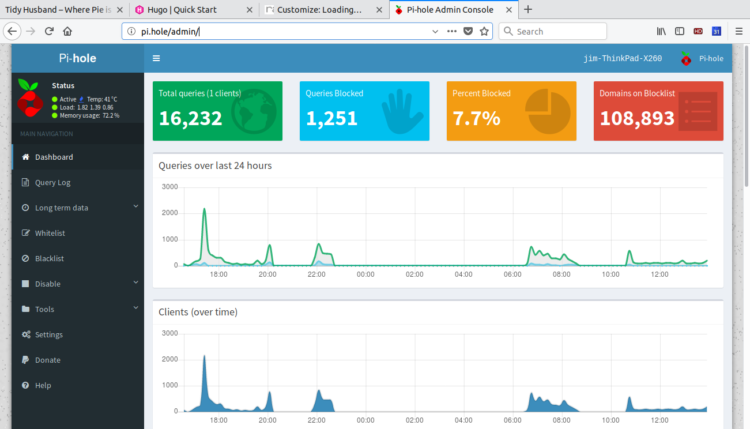 Tidy Husband – Where Pie is
Hugo | Quick Start
Customize: Loading…
Pi-hole Admin Console
pi.hole/admin/
Search
Pi-hole
jim-ThinkPad-X260
Pi-hole
Status
Active Temp: 41 °C
Load: 1.82 1.39 0.86
Memory usage: 72.2 %
MAIN NAVIGATION
Dashboard
Query Log
Long term data
Whitelist
Blacklist
Disable
Tools
Settings
Donate
Help
Total queries (1 clients)
16,232
Queries Blocked
1,251
Percent Blocked
7.7%
Domains on Blocklist
108,893
Queries over last 24 hours
3000
2000
1000
0
18:00 20:00 22:00 00:00 02:00 04:00 06:00 08:00 10:00 12:00
Clients (over time)
3000
2000
1000
0
18:00 20:00 22:00 00:00 02:00 04:00 06:00 08:00 10:00 12:00